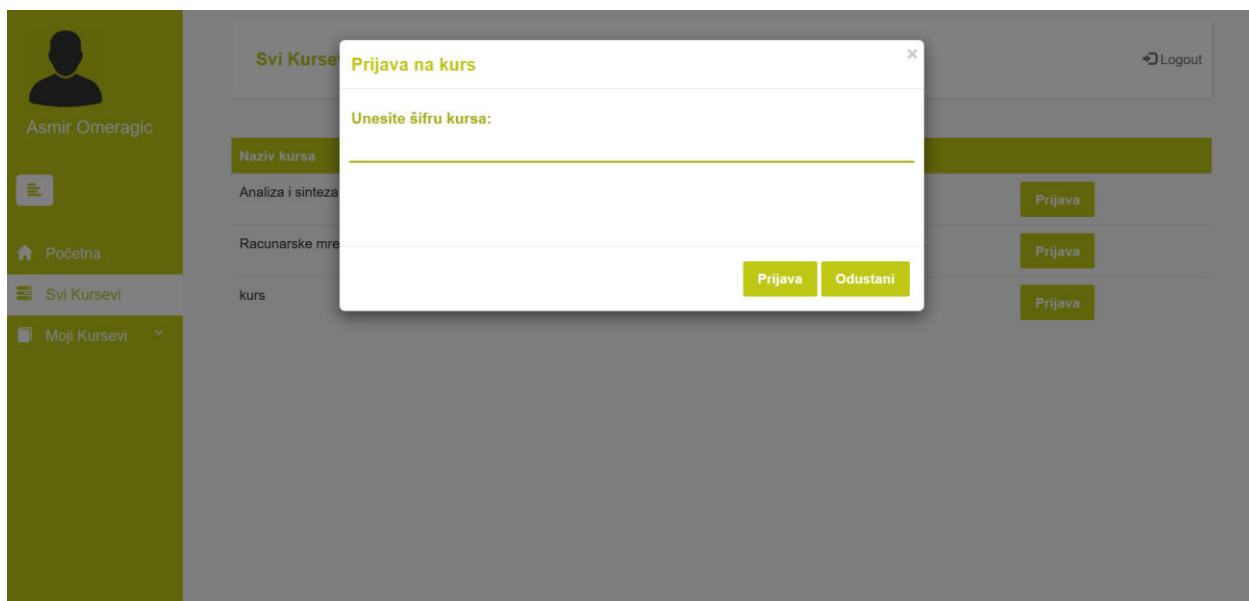 Asmir Omeragic
Početna
Svi Kursevi
Moji Kursevi
Svi Kurse
Logout
Naziv kursa
Analiza i sinteza
Prijava
Racunarske mre
Prijava
kurs
Prijava
Prijava na kurs
×
Unesite šifru kursa:
Prijava Odustani